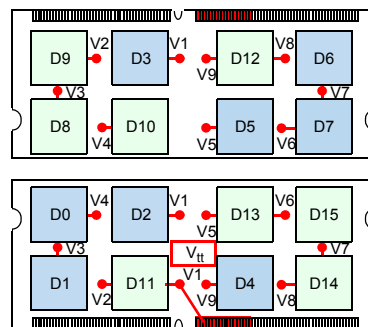 V2 V1 V8
D9 D3 D12 D6
V9
V3 V7
D8 D10 D5 D7
V4 V5 V6
V4 V1 V6
D0 D2 D13 D15
V5
V3 Vtt V7
V1
D1 D11 D4 D14
V2 V9 V8